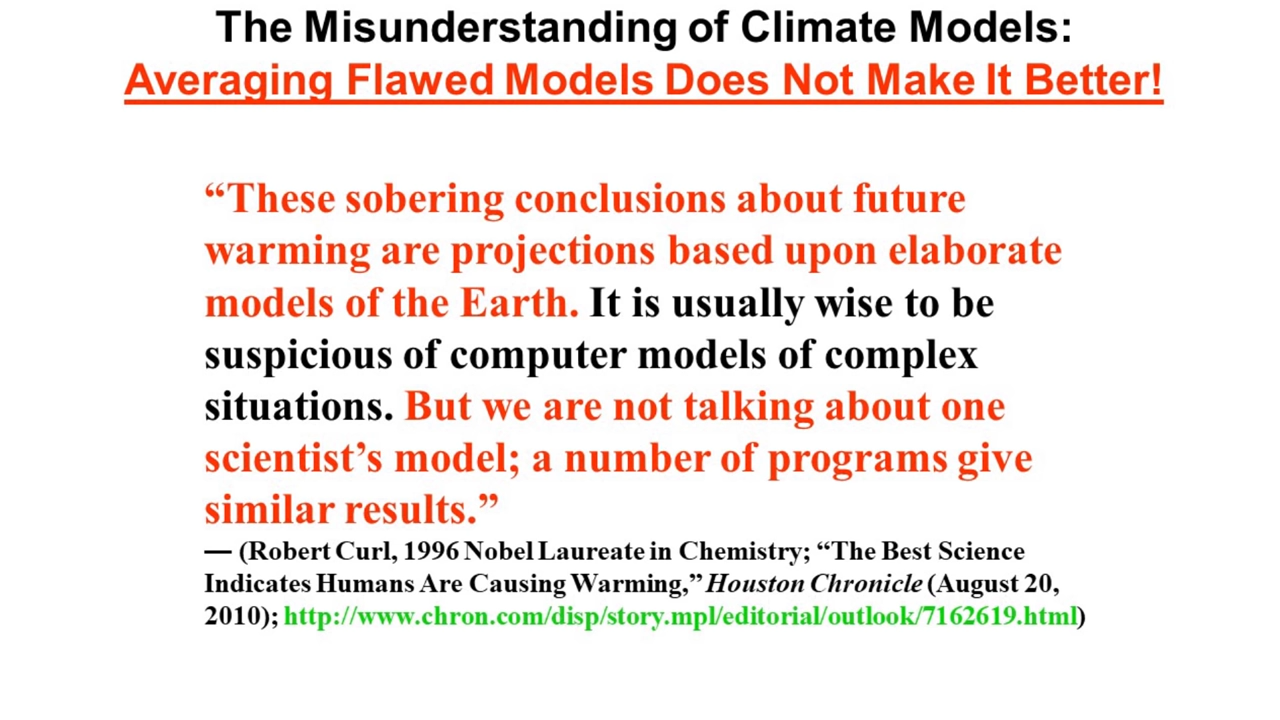 The Misunderstanding of Climate Models:
Averaging Flawed Models Does Not Make It Better!
“These sobering conclusions about future
warming are projections based upon elaborate
models of the Earth. It is usually wise to be
suspicious of computer models of complex
situations. But we are not talking about one
scientist’s model; a number of programs give
similar results.”
— (Robert Curl, 1996 Nobel Laureate in Chemistry; “The Best Science
Indicates Humans Are Causing Warming,” Houston Chronicle (August 20,
2010); http://www.chron.com/disp/story.mpl/editorial/outlook/7162619.html)